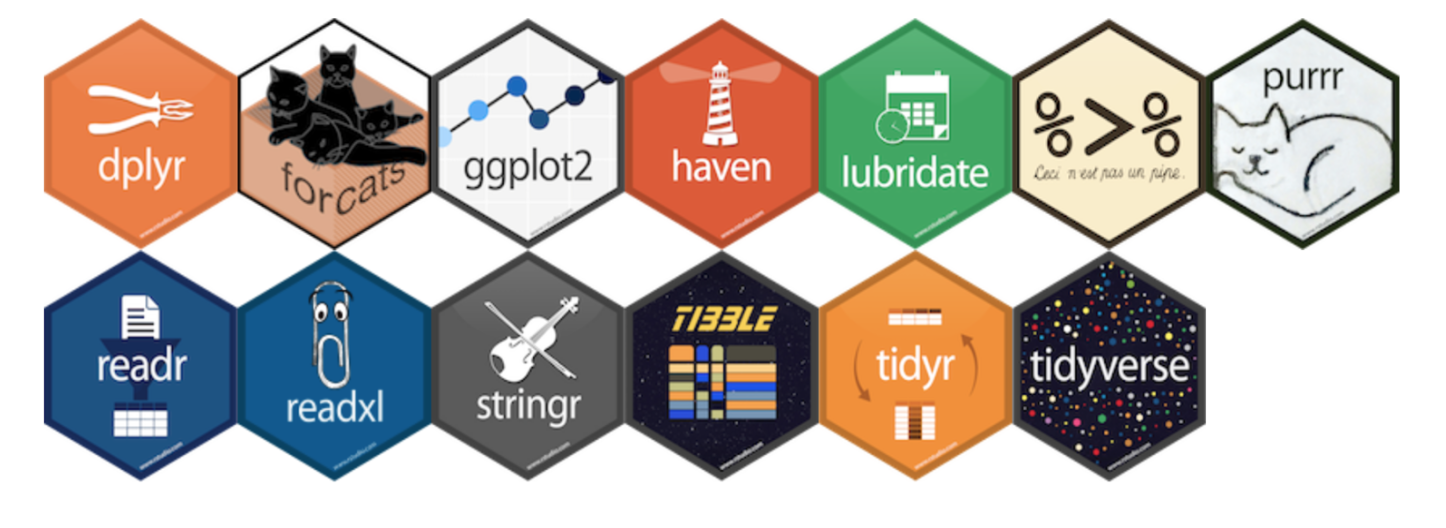 dplyr
forcats
ggplot2
haven
lubridate
%>%
Ceci n'est pas un pipe.
purrr
readr
readxl
stringr
TIBBLE
tidyr
tidyverse